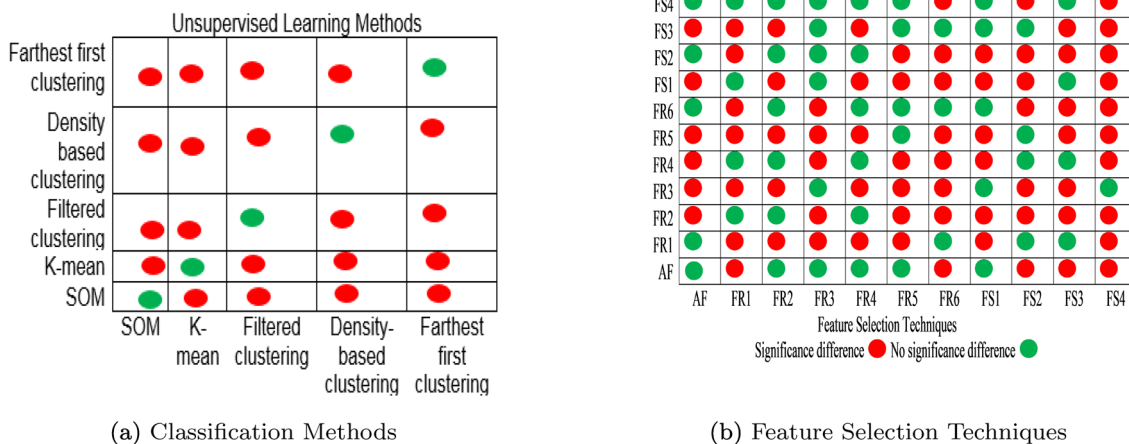 Unsupervised Learning Methods
Farthest first
clustering
Density
based
clustering
Filtered
clustering
K-mean
SOM
SOM
K-
mean
Filtered
clustering
Density-
based
clustering
Farthest
first
clustering
(a) Classification Methods
FS4
FS3
FS2
FS1
FR6
FR5
FR4
FR3
FR2
FR1
AF
AF FR1 FR2 FR3 FR4 FR5 FR6 FS1 FS2 FS3 FS4
Feature Selection Techniques
Significance difference No significance difference
(b) Feature Selection Techniques